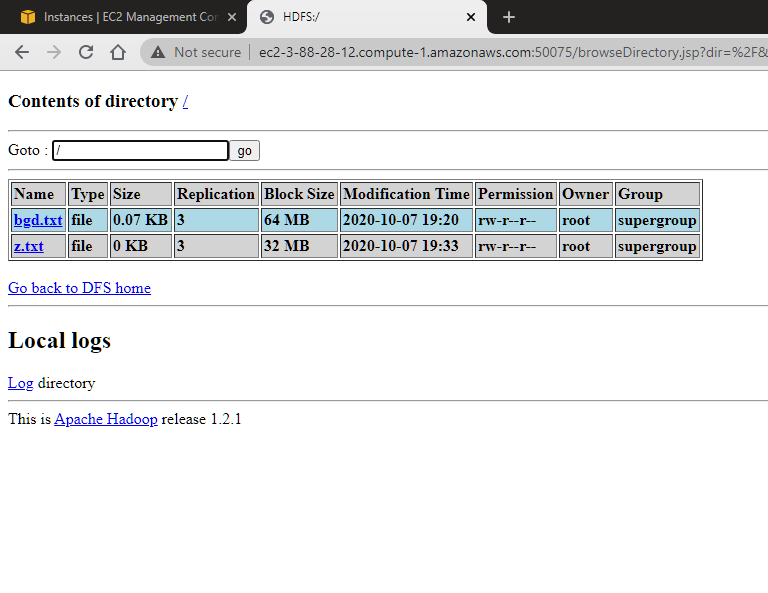 Instances | EC2 Management Con
HDFS:/
Not secure ec2-3-88-28-12.compute-1.amazonaws.com:50075/browseDirectory.jsp?dir=%2F&
Contents of directory /
Goto : / go
Name Type Size Replication Block Size Modification Time Permission Owner Group
bgd.txt file 0.07 KB 3 64 MB 2020-10-07 19:20 rw-r--r-- root supergroup
z.txt file 0 KB 3 32 MB 2020-10-07 19:33 rw-r--r-- root supergroup
Go back to DFS home
Local logs
Log directory
This is Apache Hadoop release 1.2.1